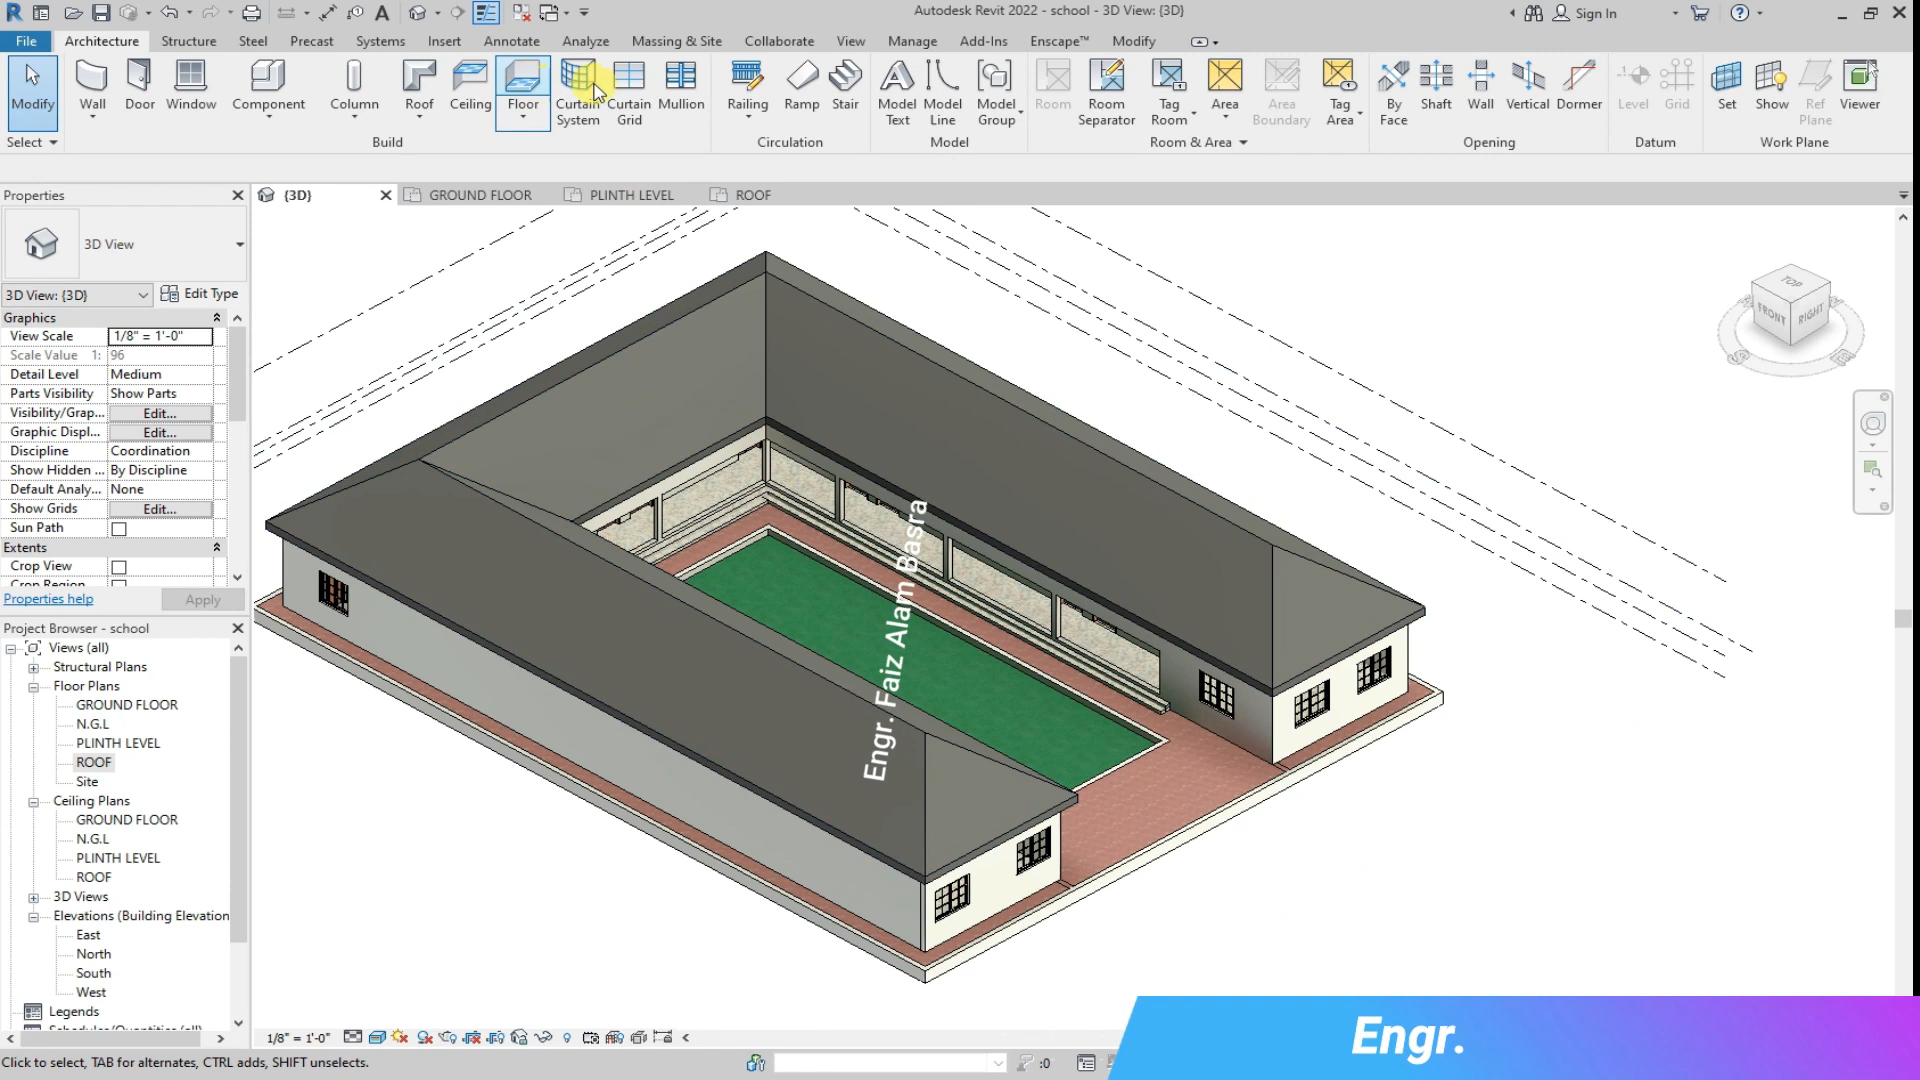 Autodesk Revit 2022 - school - 3D View: {3D}
Sign In
File Architecture Structure Steel Precast Systems Insert Annotate Analyze Massing & Site Collaborate View Manage Add-Ins Enscape™ Modify
Modify
Wall
Door
Window
Component
Column
Roof
Ceiling
Floor
Curtain System
Curtain Grid
Mullion
Railing
Ramp
Stair
Model Text
Model Line
Model Group
Room
Room Separator
Tag Room
Area
Area Boundary
Tag Area
By Face
Shaft
Wall
Vertical
Dormer
Level
Grid
Set
Show
Ref Plane
Viewer
Select
Build
Circulation
Model
Room & Area
Opening
Datum
Work Plane
Properties
{3D}
GROUND FLOOR
PLINTH LEVEL
ROOF
3D View
3D View: {3D}
Edit Type
Graphics
View Scale 1/8" = 1'-0"
Scale Value 1: 96
Detail Level Medium
Parts Visibility Show Parts
Visibility/Grap... Edit...
Graphic Displ... Edit...
Discipline Coordination
Show Hidden ... By Discipline
Default Analy... None
Show Grids Edit...
Sun Path
Extents
Crop View
Crop Region
Properties help
Apply
Project Browser - school
Views (all)
Structural Plans
Floor Plans
GROUND FLOOR
N.G.L
PLINTH LEVEL
ROOF
Site
Ceiling Plans
GROUND FLOOR
N.G.L
PLINTH LEVEL
ROOF
3D Views
Elevations (Building Elevation
East
North
South
West
Legends
Schedules/Quantities (all)
TOP
FRONT
RIGHT
Engr. Faiz Alam Basra
1/8" = 1'-0"
Click to select, TAB for alternates, CTRL adds, SHIFT unselects.
:0
Engr.